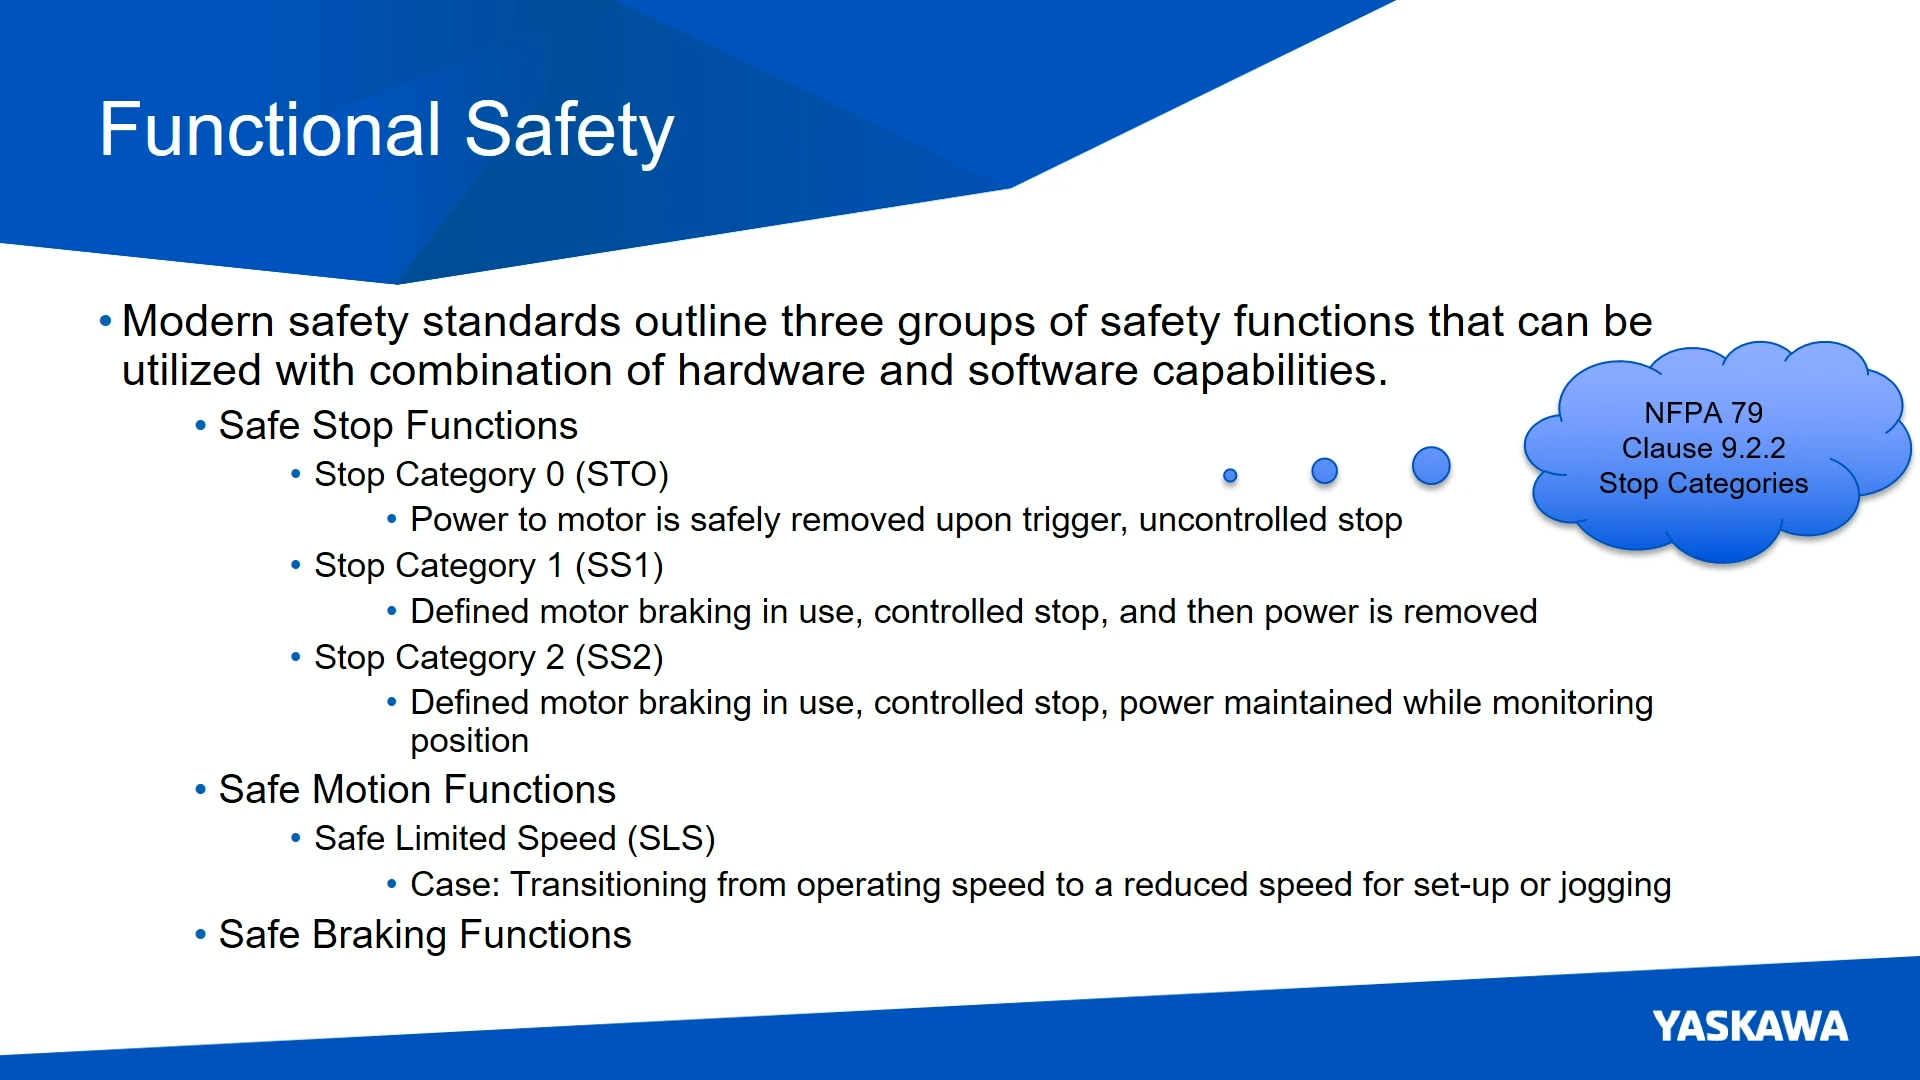 Functional Safety
• Modern safety standards outline three groups of safety functions that can be
utilized with combination of hardware and software capabilities.
• Safe Stop Functions
• Stop Category 0 (STO)
• Power to motor is safely removed upon trigger, uncontrolled stop
• Stop Category 1 (SS1)
• Defined motor braking in use, controlled stop, and then power is removed
• Stop Category 2 (SS2)
• Defined motor braking in use, controlled stop, power maintained while monitoring
position
• Safe Motion Functions
• Safe Limited Speed (SLS)
• Case: Transitioning from operating speed to a reduced speed for set-up or jogging
• Safe Braking Functions
NFPA 79
Clause 9.2.2
Stop Categories
YASKAWA